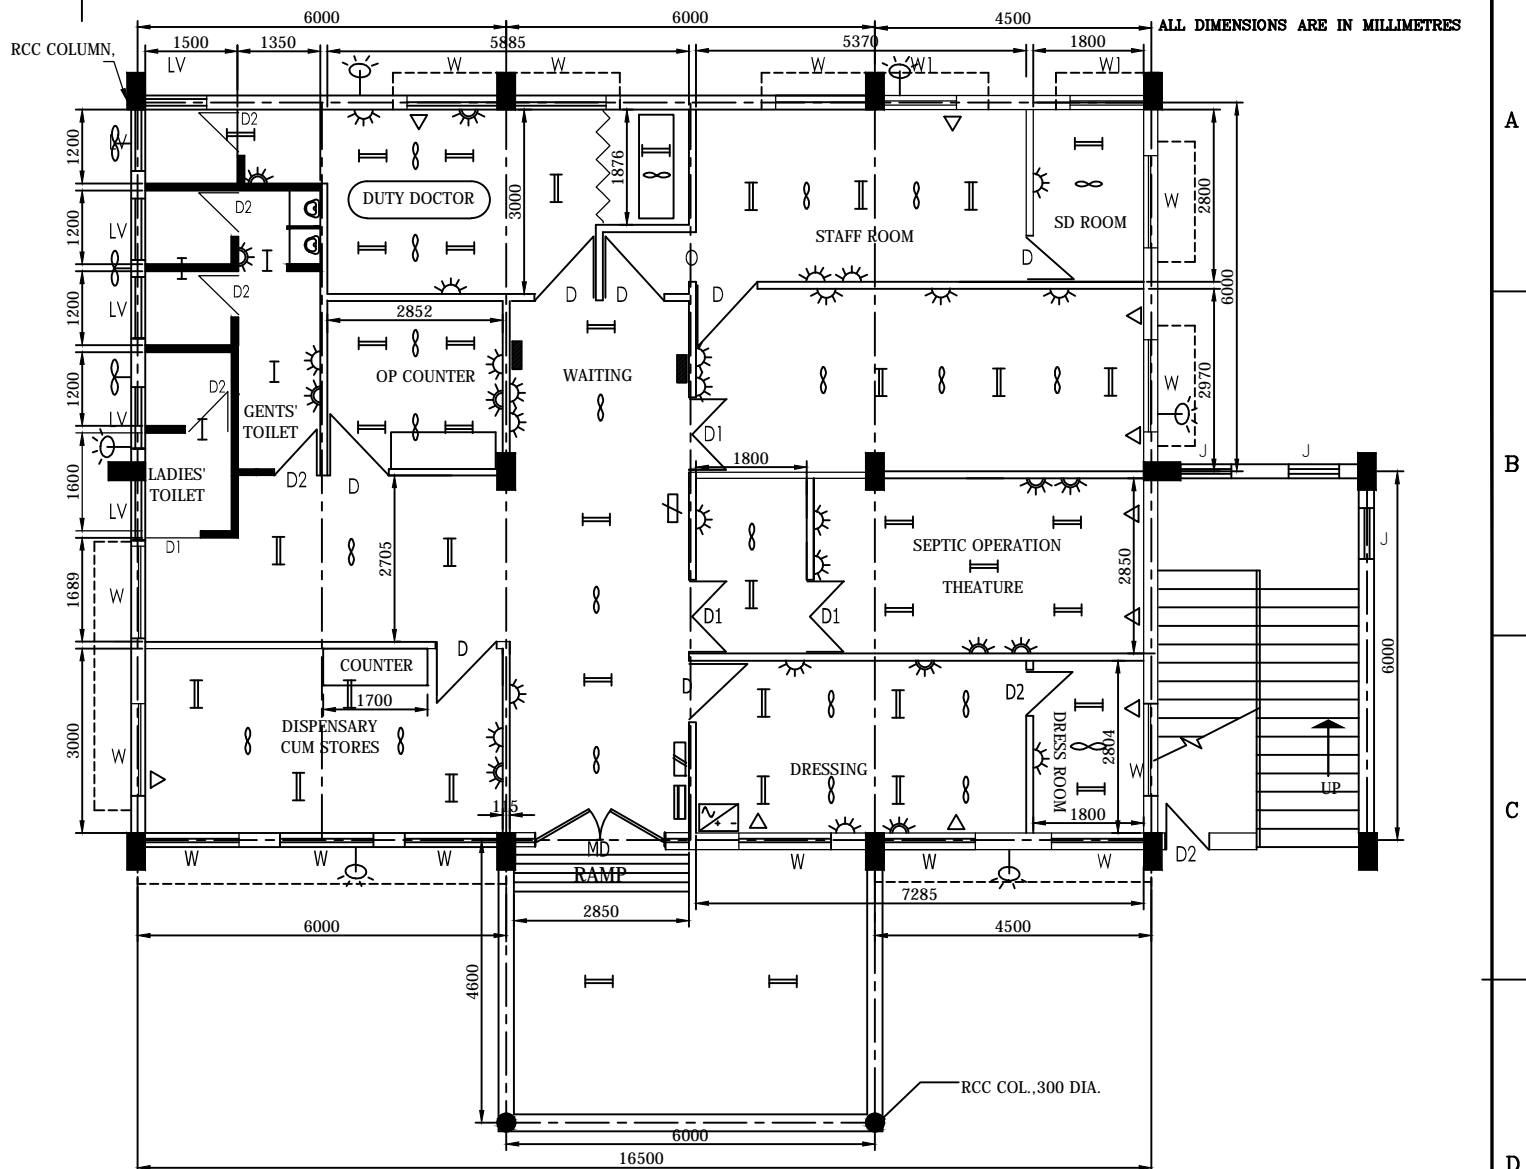 6000
6000
4500
ALL DIMENSIONS ARE IN MILLIMETRES
RCC COLUMN,
1500
1350
5885
5370
1800
LV
W
W
W
W1
W1
A
D2
LV
1200
1876
3000
DUTY DOCTOR
STAFF ROOM
SD ROOM
W
2800
D2
LV
1200
O
D
6000
D2
D
D
D
LV
1200
2852
OP COUNTER
WAITING
W
2970
D2
LV
1200
GENTS'
TOILET
D1
J
J
B
1800
LADIES'
TOILET
D2
D
LV
1600
D1
2705
SEPTIC OPERATION
THEATURE
2850
J
W
1689
D1
D1
D
COUNTER
1700
D
D2
6000
DISPENSARY
CUM STORES
3000
W
DRESSING
DRESS ROOM
2804
W
UP
C
115
1800
W
W
W
MD
W
W
W
D2
RAMP
2850
7285
6000
4500
4600
RCC COL.,300 DIA.
6000
16500
D